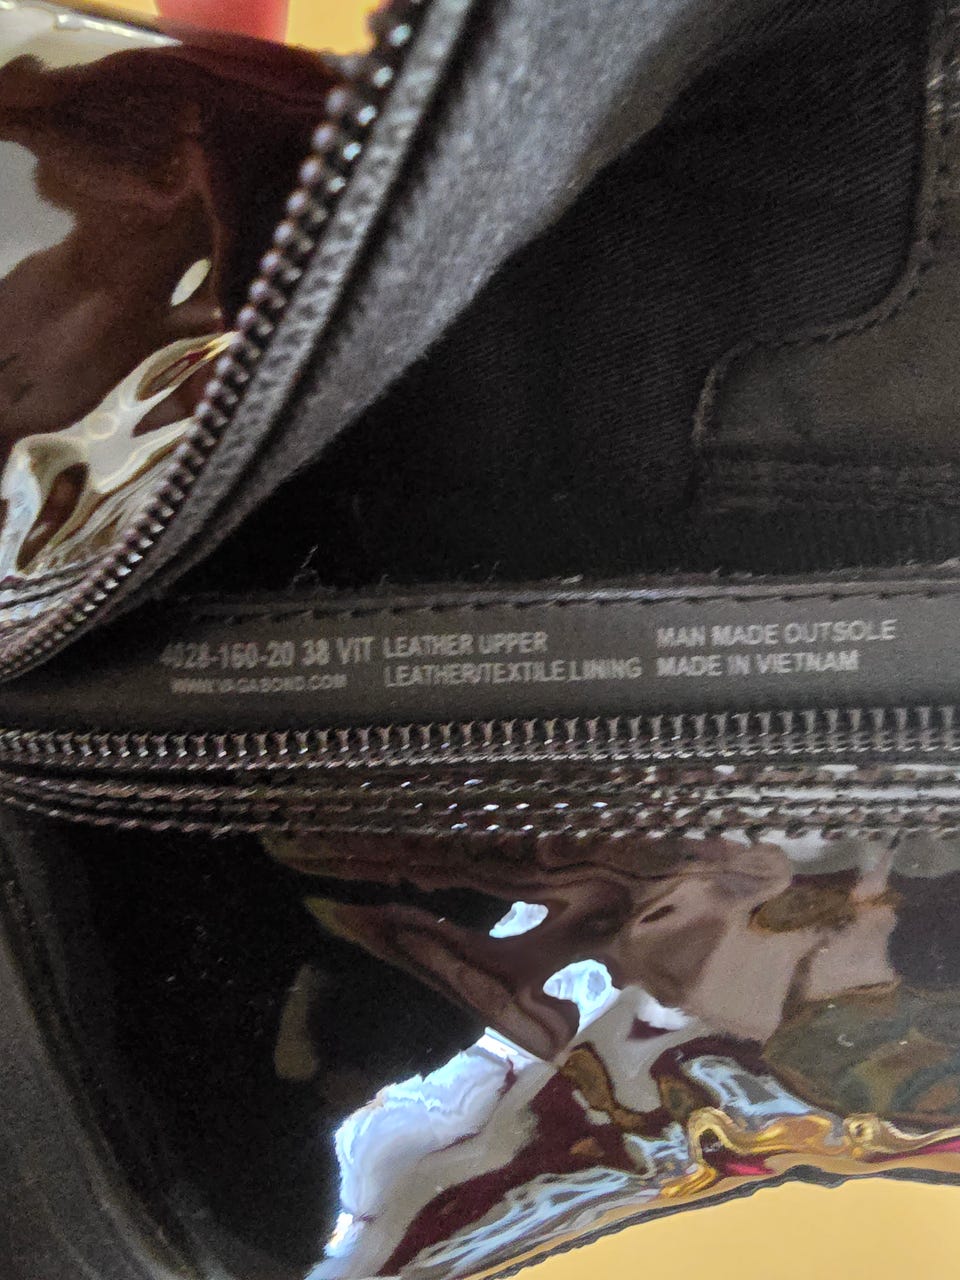 4028-160-20 38 VIT
WWW.VAGABOND.COM
LEATHER UPPER
LEATHER/TEXTILE LINING
MAN MADE OUTSOLE
MADE IN VIETNAM